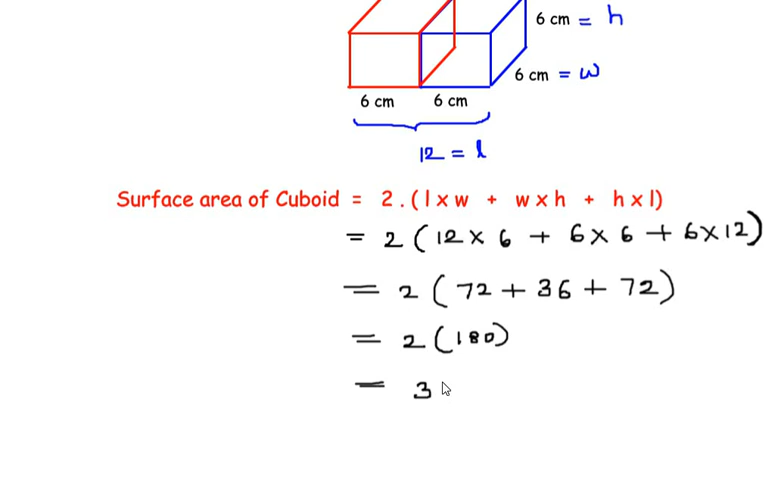 6 cm = h
6 cm = w
6 cm 6 cm
12 = l
Surface area of Cuboid = 2 . ( l x w + w x h + h x l)
= 2 ( 12 x 6 + 6 x 6 + 6 x 12 )
= 2 ( 72 + 36 + 72 )
= 2 ( 180 )
= 3